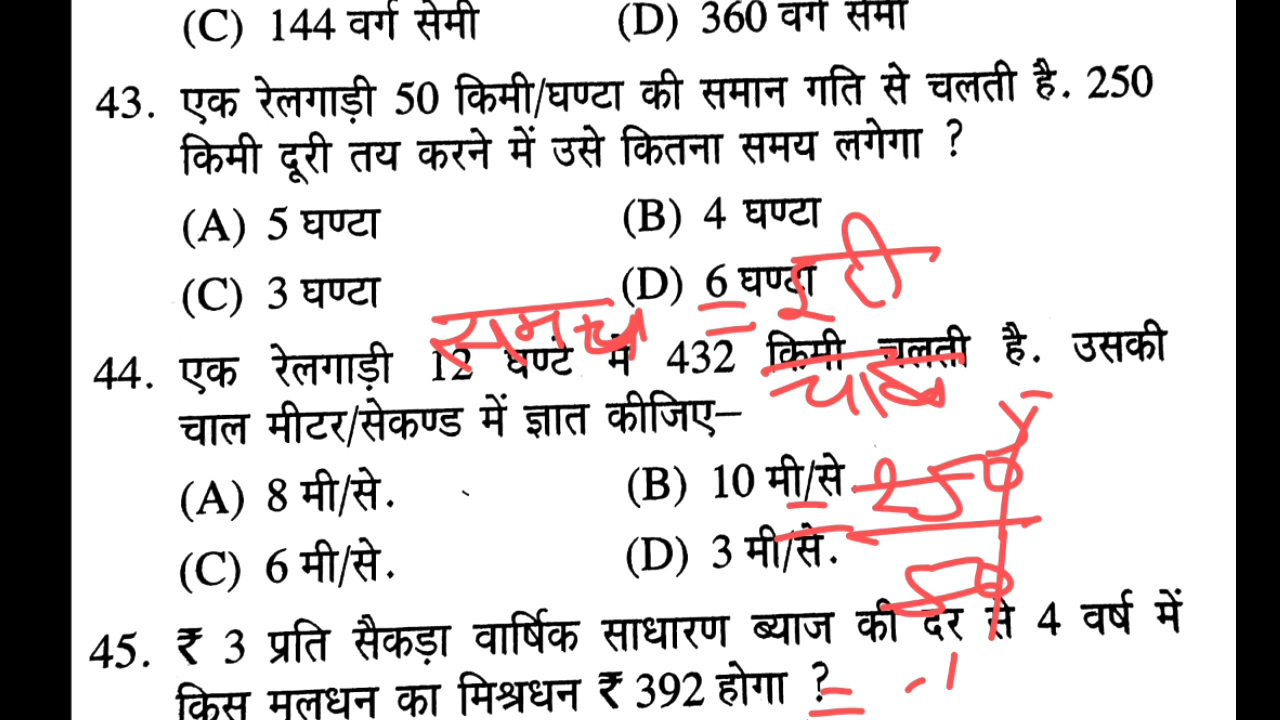 (C) 144 वर्ग सेमी (D) 360 वर्ग सेमी
43. एक रेलगाड़ी 50 किमी/घण्टा की समान गति से चलती है. 250
किमी दूरी तय करने में उसे कितना समय लगेगा ?
(A) 5 घण्टा (B) 4 घण्टा
(C) 3 घण्टा (D) 6 घण्टा
समय = दूरी
चाल
44. एक रेलगाड़ी 12 घण्टे में 432 किमी चलती है. उसकी
चाल मीटर/सेकण्ड में ज्ञात कीजिए–
(A) 8 मी/से. (B) 10 मी/से
250
50
(C) 6 मी/से. (D) 3 मी/से.
45. ₹ 3 प्रति सैकड़ा वार्षिक साधारण ब्याज की दर से 4 वर्ष में
किस मूलधन का मिश्रधन ₹ 392 होगा ?